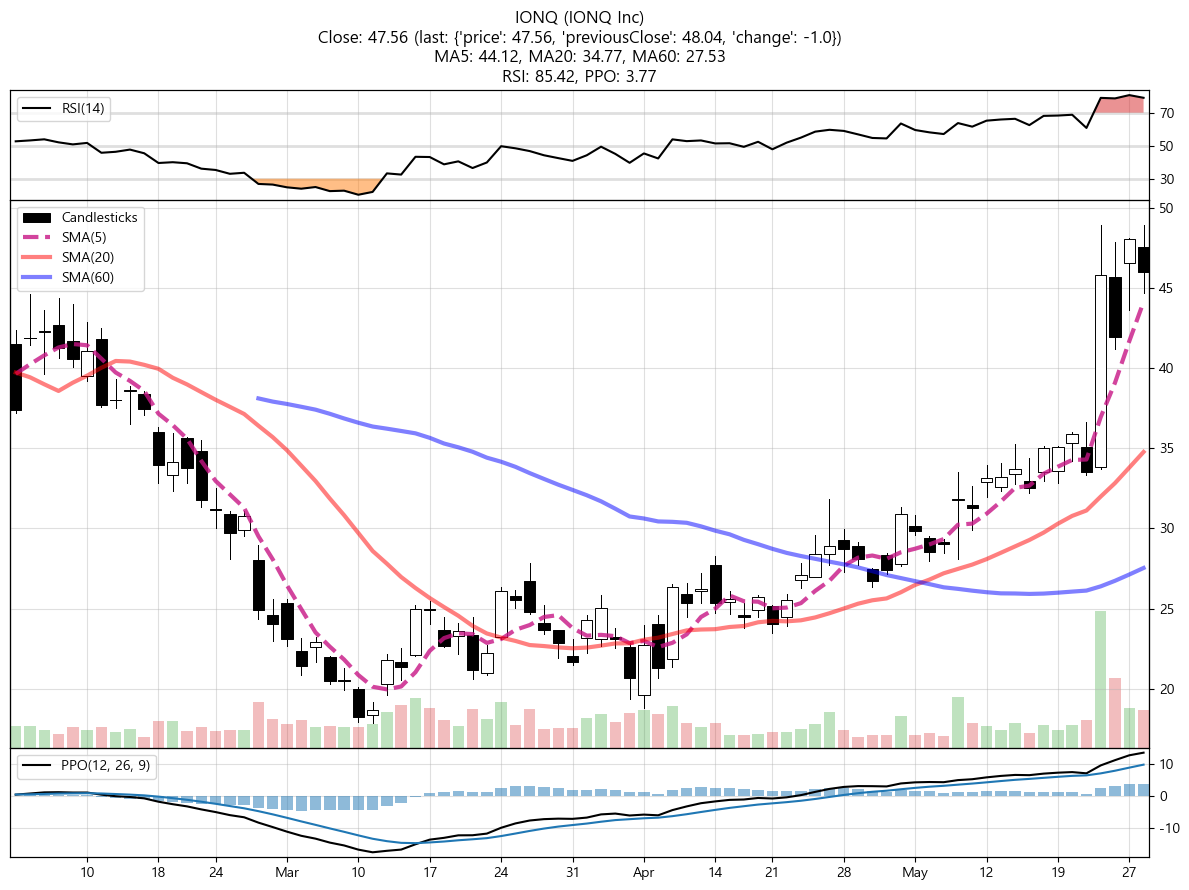 IONQ (IONQ Inc)
Close: 47.56 (last: {'price': 47.56, 'previousClose': 48.04, 'change': -1.0})
MA5: 44.12, MA20: 34.77, MA60: 27.53
RSI: 85.42, PPO: 3.77
RSI(14)
70
50
30
Candlesticks
SMA(5)
SMA(20)
SMA(60)
50
45
40
35
30
25
20
PPO(12, 26, 9)
10
0
-10
10 18 24 Mar 10 17 24 31 Apr 14 21 28 May 12 19 27